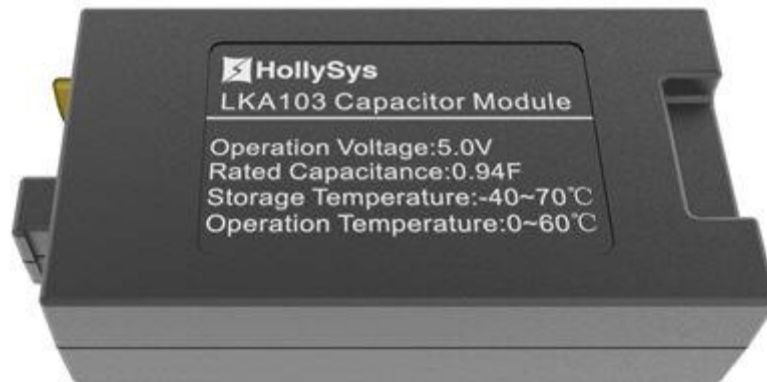 HollySys
LKA103 Capacitor Module
Operation Voltage:5.0V
Rated Capacitance:0.94F
Storage Temperature:-40~70℃
Operation Temperature:0~60℃